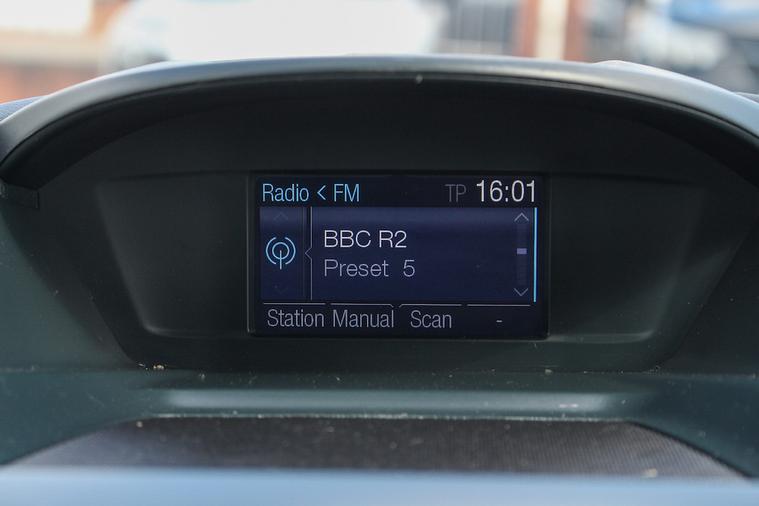 Radio < FM TP 16:01
BBC R2
Preset 5
Station Manual Scan -